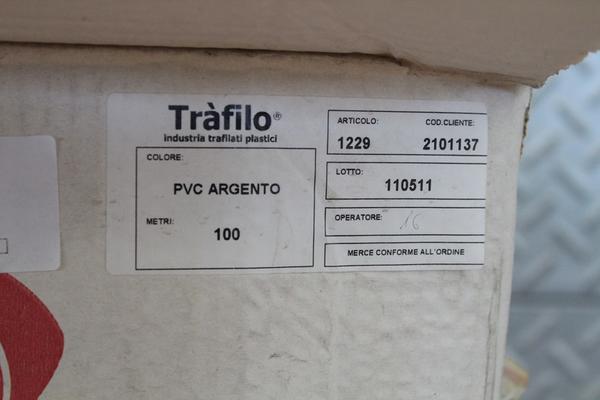 Tràfilo®
industria trafilati plastici
COLORE:
PVC ARGENTO
METRI:
100
ARTICOLO: COD.CLIENTE:
1229 2101137
LOTTO:
110511
OPERATORE: 16
MERCE CONFORME ALL'ORDINE